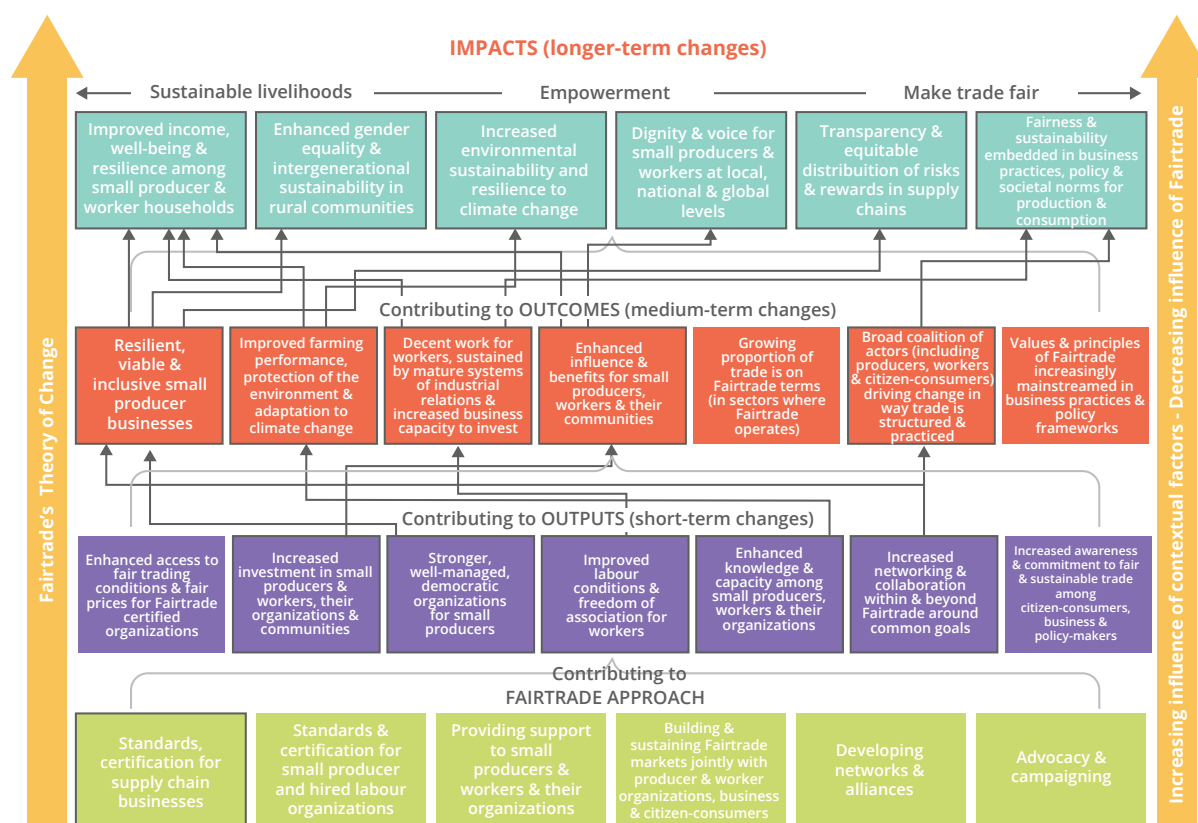 IMPACTS (longer-term changes)
Sustainable livelihoods
Empowerment
Make trade fair
Improved income,
well-being &
resilience among
small producer &
worker households
Enhanced gender
equality &
intergenerational
sustainability in
rural communities
Increased
environmental
sustainability and
resilience to
climate change
Dignity & voice for
small producers &
workers at local,
national & global
levels
Transparency &
equitable
distribuition of risks
& rewards in supply
chains
Fairness &
sustainability
embedded in business
practices, policy &
societal norms for
production &
consumption
Contributing to OUTCOMES (medium-term changes)
Resilient,
viable &
inclusive small
producer
businesses
Improved farming
performance,
protection of the
environment &
adaptation to
climate change
Decent work for
workers, sustained
by mature systems
of industrial
relations &
increased business
capacity to invest
Enhanced
influence &
benefits for small
producers,
workers & their
communities
Growing
proportion of
trade is on
Fairtrade terms
(in sectors where
Fairtrade
operates)
Broad coalition of
actors (including
producers, workers
& citizen-consumers)
driving change in
way trade is
structured &
practiced
Values & principles
of Fairtrade
increasingly
mainstreamed in
business practices &
policy
frameworks
Contributing to OUTPUTS (short-term changes)
Enhanced access to
fair trading
conditions & fair
prices for Fairtrade
certified
organizations
Increased
investment in small
producers &
workers, their
organizations &
communities
Stronger,
well-managed,
democratic
organizations
for small
producers
Improved
labour
conditions &
freedom of
association for
workers
Enhanced
knowledge &
capacity among
small producers,
workers & their
organizations
Increased
networking &
collaboration
within & beyond
Fairtrade around
common goals
Increased awareness
& commitment to fair
& sustainable trade
among
citizen-consumers,
business &
policy-makers
Contributing to
FAIRTRADE APPROACH
Standards,
certification for
supply chain
businesses
Standards &
certification for
small producer
and hired labour
organizations
Providing support
to small
producers &
workers & their
organizations
Building &
sustaining Fairtrade
markets jointly with
producer & worker
organizations, business
& citizen-consumers
Developing
networks &
alliances
Advocacy &
campaigning
Fairtrade's Theory of Change
Increasing influence of contextual factors - Decreasing influence of Fairtrade